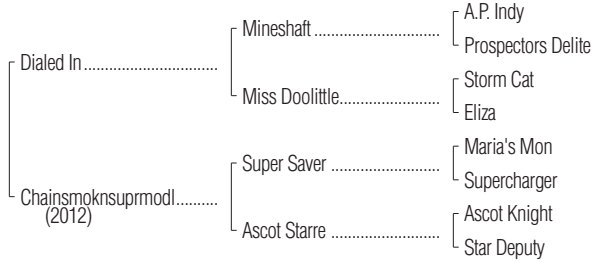 A.P. Indy
Mineshaft
Prospectors Delite
Dialed In
Storm Cat
Miss Doolittle
Eliza
Maria's Mon
Super Saver
Supercharger
Chainsmoknsuprmodl
(2012)
Ascot Knight
Ascot Starre
Star Deputy